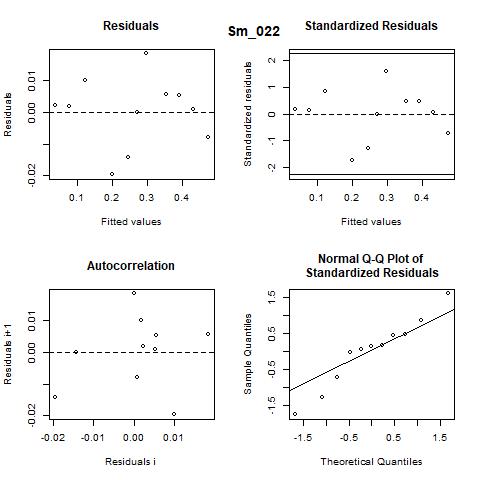 Sm_022
Residuals
Residuals
0.01
0.00
-0.02
0.1 0.2 0.3 0.4
Fitted values
Standardized Residuals
Standardized residuals
2
1
0
-1
-2
0.1 0.2 0.3 0.4
Fitted values
Autocorrelation
Residuals i+1
0.01
0.00
-0.02
-0.02 -0.01 0.00 0.01
Residuals i
Normal Q-Q Plot of
Standardized Residuals
Sample Quantiles
1.5
0.5
-0.5
-1.5
-1.5 -0.5 0.5 1.5
Theoretical Quantiles